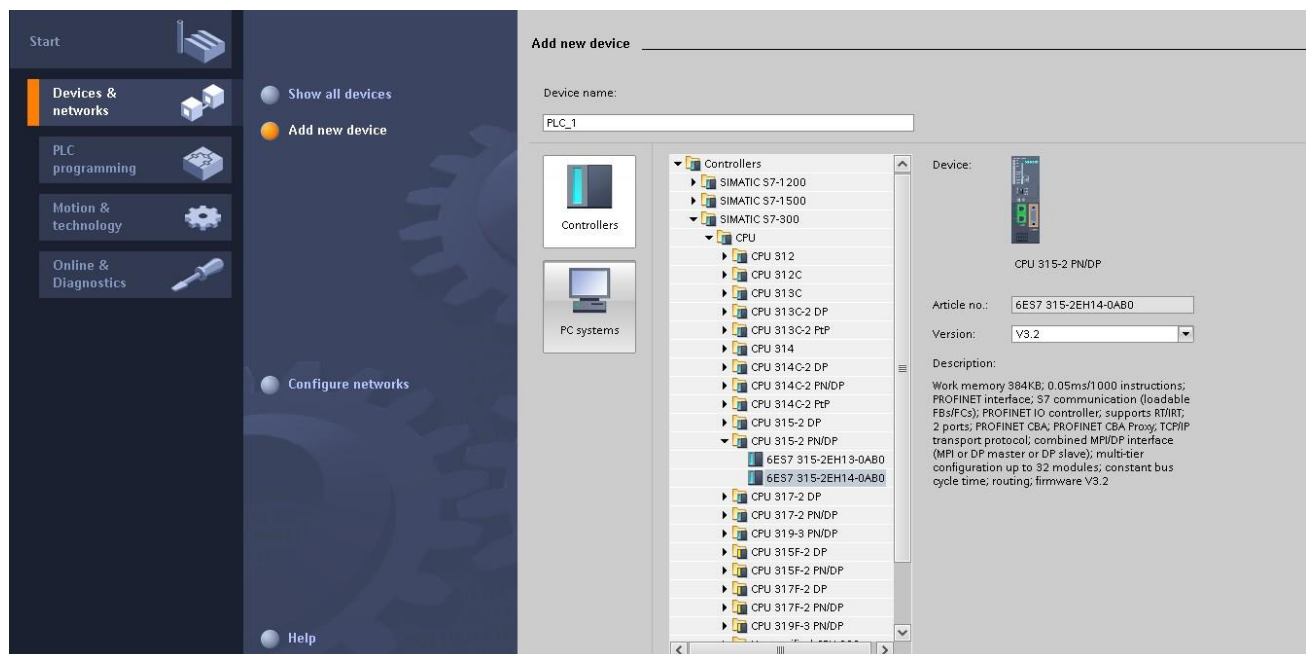 Start
Devices &
networks
PLC
programming
Motion &
technology
Online &
Diagnostics
Show all devices
Add new device
Configure networks
Help
Add new device
Device name:
PLC_1
Controllers
PC systems
Controllers
SIMATIC S7-1200
SIMATIC S7-1500
SIMATIC S7-300
CPU
CPU 312
CPU 312C
CPU 313C
CPU 313C-2 DP
CPU 313C-2 PtP
CPU 314
CPU 314C-2 DP
CPU 314C-2 PN/DP
CPU 314C-2 PtP
CPU 315-2 DP
CPU 315-2 PN/DP
6ES7 315-2EH13-0AB0
6ES7 315-2EH14-0AB0
CPU 317-2 DP
CPU 317-2 PN/DP
CPU 319-3 PN/DP
CPU 315F-2 DP
CPU 315F-2 PN/DP
CPU 317F-2 DP
CPU 317F-2 PN/DP
CPU 319F-3 PN/DP
Device:
CPU 315-2 PN/DP
Article no.: 6ES7 315-2EH14-0AB0
Version: V3.2
Description:
Work memory 384KB; 0.05ms/1000 instructions;
PROFINET interface; S7 communication (loadable
FBs/FCs); PROFINET IO controller; supports RT/IRT;
2 ports; PROFINET CBA; PROFINET CBA Proxy; TCP/IP
transport protocol; combined MPI/DP interface
(MPI or DP master or DP slave); multi-tier
configuration up to 32 modules; constant bus
cycle time; routing; firmware V3.2